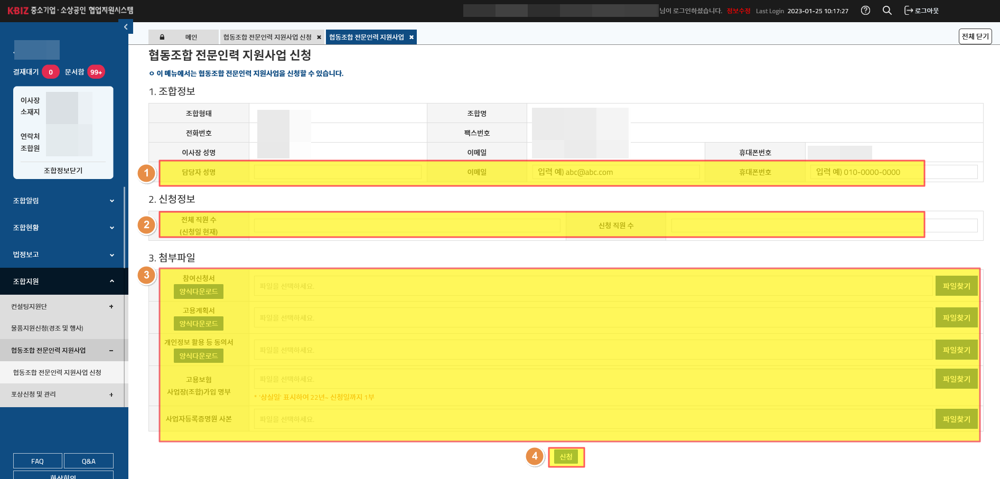 KBIZ 중소기업·소상공인 협업지원시스템
님이 로그인하셨습니다. 정보수정 Last Login 2023-01-25 10:17:27 로그아웃
메인
협동조합 전문인력 지원사업 신청 ×
협동조합 전문인력 지원사업 ×
전체 닫기
결재대기 0 문서함 99+
이사장
소재지
연락처
조합원
조합정보닫기
조합알림
조합현황
법정보고
조합지원
컨설팅지원단 +
물품지원신청(경조 및 행사)
협동조합 전문인력 지원사업 −
협동조합 전문인력 지원사업 신청
포상신청 및 관리 +
FAQ
Q&A
화상회의
협동조합 전문인력 지원사업 신청
이 메뉴에서는 협동조합 전문인력 지원사업을 신청할 수 있습니다.
1. 조합정보
조합형태 조합명
전화번호 팩스번호
이사장 성명 이메일 휴대폰번호
1 담당자 성명 이메일 입력 예) abc@abc.com 휴대폰번호 입력 예) 010-0000-0000
2. 신청정보
2 전체 직원 수
(신청일 현재)
신청 직원 수
3. 첨부파일
3 참여신청서
양식다운로드
파일을 선택하세요. 파일찾기
고용계획서
양식다운로드
파일을 선택하세요. 파일찾기
개인정보 활용 등 동의서
양식다운로드
파일을 선택하세요. 파일찾기
고용보험
사업장(조합)가입 명부
파일을 선택하세요. 파일찾기
* '상실일' 표시하여 22년~ 신청일까지 1부
사업자등록증명원 사본 파일을 선택하세요. 파일찾기
4 신청